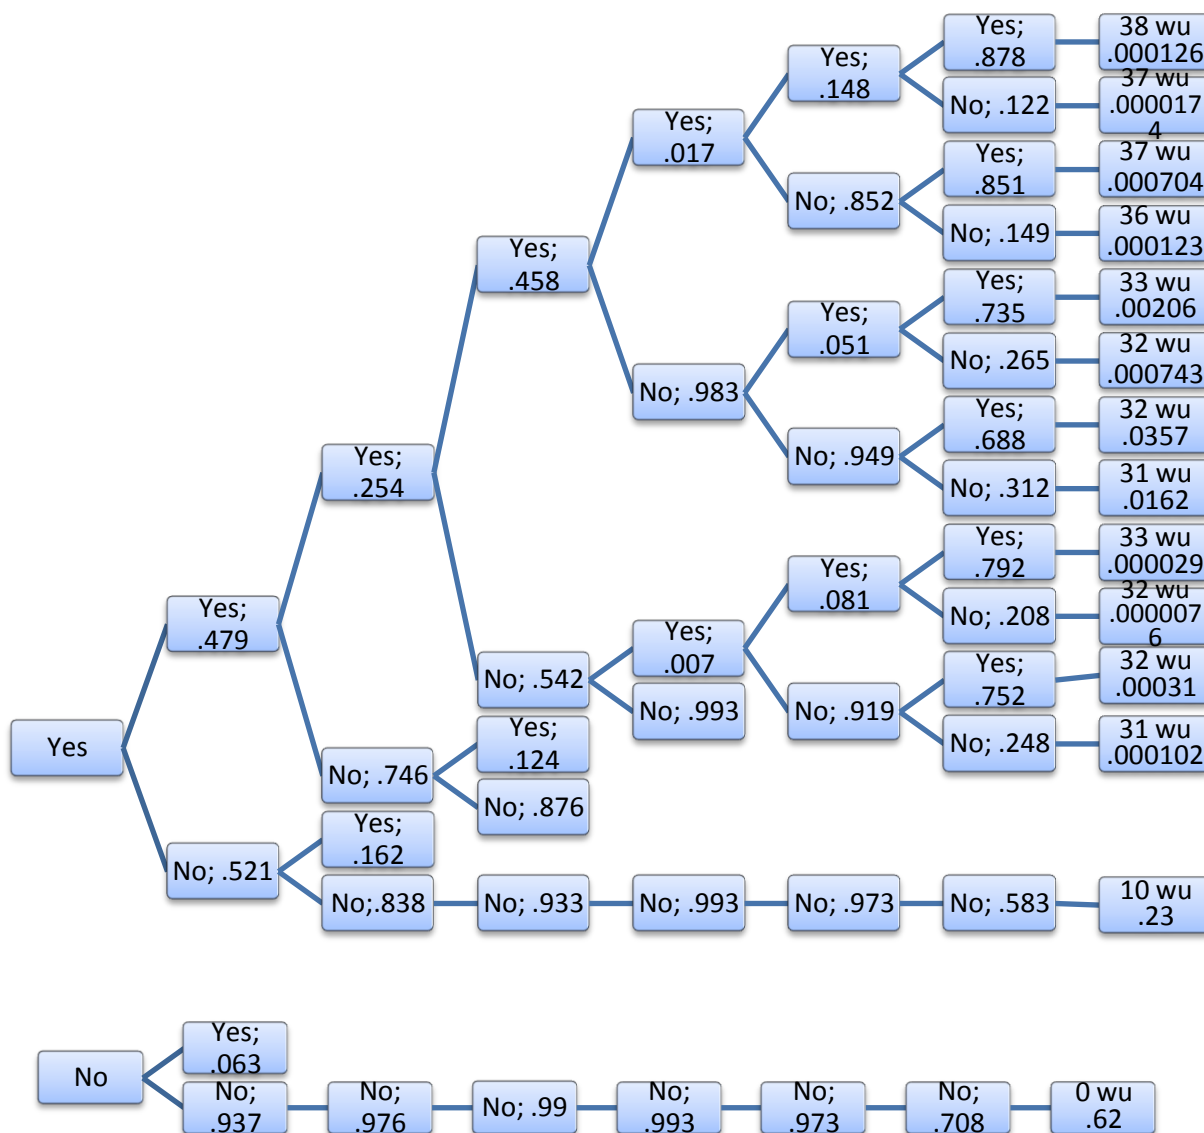 Yes;
.878
38 wu
.000126
Yes;
.148
No; .122
37 wu
.000017
4
Yes;
.017
Yes;
.851
37 wu
.000704
No; .852
No; .149
36 wu
.000123
Yes;
.458
Yes;
.735
33 wu
.00206
Yes;
.051
No; .265
32 wu
.000743
No; .983
Yes;
.688
32 wu
.0357
No; .949
No; .312
31 wu
.0162
Yes;
.254
Yes;
.792
33 wu
.000029
Yes;
.081
No; .208
32 wu
.000007
6
Yes;
.479
Yes;
.007
Yes;
.752
32 wu
.00031
No; .542
No; .993
No; .919
No; .248
31 wu
.000102
Yes
Yes;
.124
No; .746
No; .876
Yes;
.162
No; .521
No;.838
No; .933
No; .993
No; .973
No; .583
10 wu
.23
Yes;
.063
No
No;
.937
No;
.976
No; .99
No;
.993
No;
.973
No;
.708
0 wu
.62